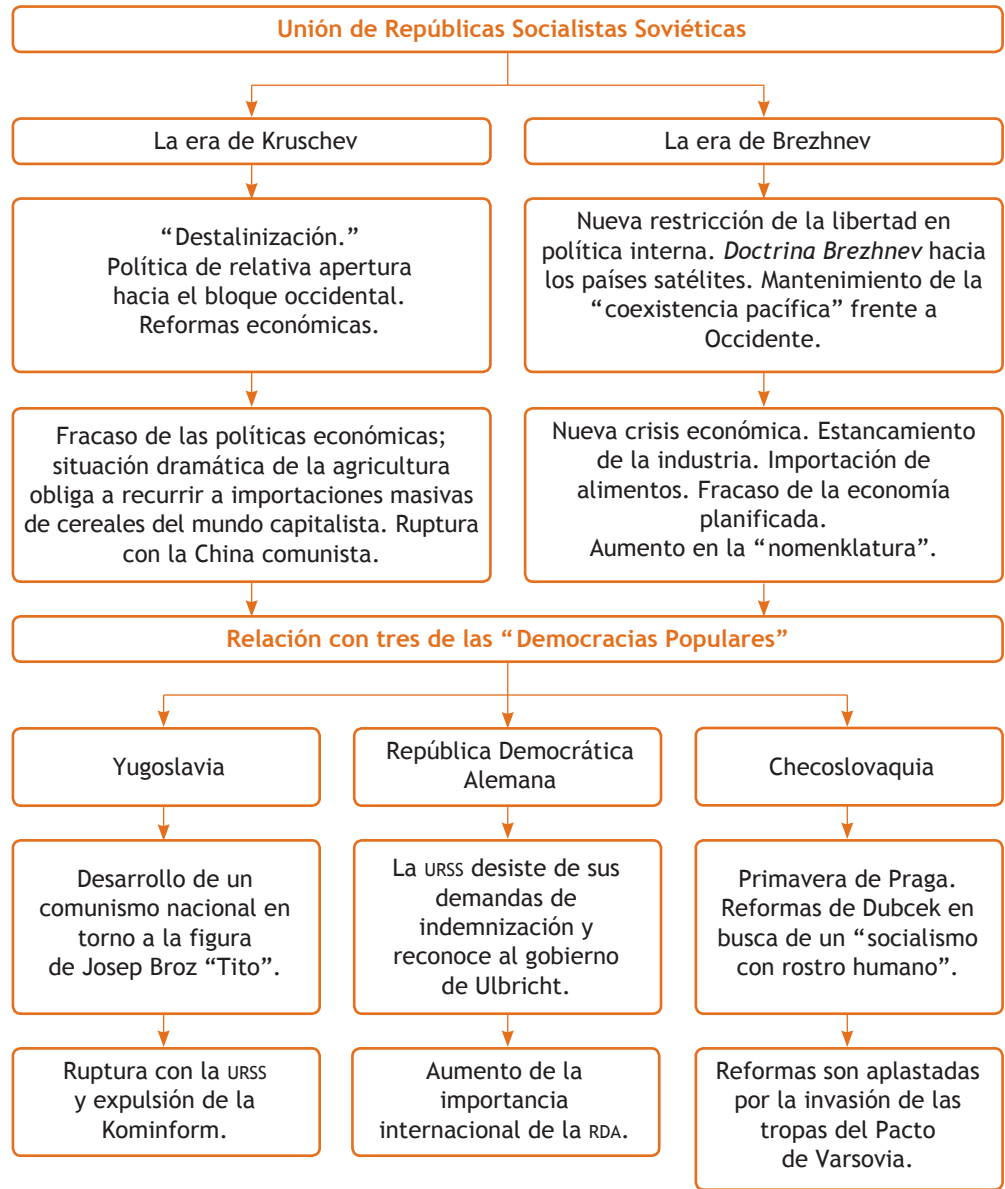 Unión de Repúblicas Socialistas Soviéticas
La era de Kruschev
La era de Brezhnev
“Destalinización.”
Política de relativa apertura
hacia el bloque occidental.
Reformas económicas.
Nueva restricción de la libertad en
política interna. Doctrina Brezhnev hacia
los países satélites. Mantenimiento de la
“coexistencia pacífica” frente a
Occidente.
Fracaso de las políticas económicas;
situación dramática de la agricultura
obliga a recurrir a importaciones masivas
de cereales del mundo capitalista. Ruptura
con la China comunista.
Nueva crisis económica. Estancamiento
de la industria. Importación de
alimentos. Fracaso de la economía
planificada.
Aumento en la “nomenklatura”.
Relación con tres de las “Democracias Populares”
Yugoslavia
República Democrática
Alemana
Checoslovaquia
Desarrollo de un
comunismo nacional en
torno a la figura
de Josep Broz “Tito”.
La URSS desiste de sus
demandas de
indemnización y
reconoce al gobierno
de Ulbricht.
Primavera de Praga.
Reformas de Dubcek en
busca de un “socialismo
con rostro humano”.
Ruptura con la URSS
y expulsión de la
Kominform.
Aumento de la
importancia
internacional de la RDA.
Reformas son aplastadas
por la invasión de las
tropas del Pacto
de Varsovia.